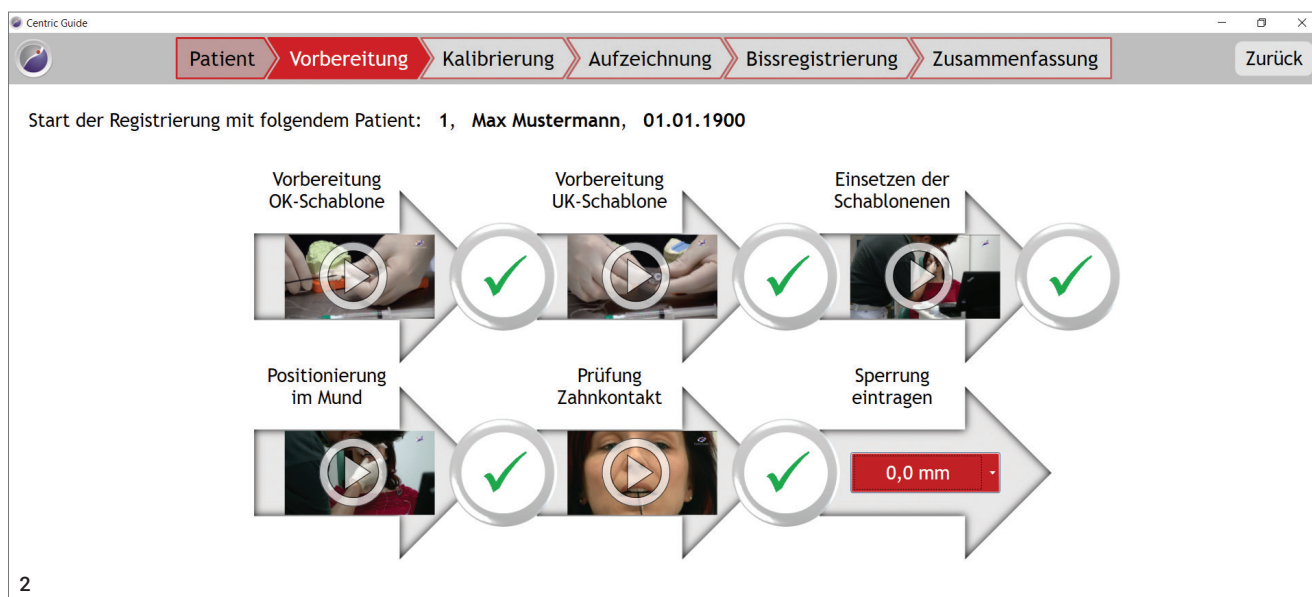 Centric Guide
Patient
Vorbereitung
Kalibrierung
Aufzeichnung
Bissregistrierung
Zusammenfassung
Zurück
Start der Registrierung mit folgendem Patient: 1, Max Mustermann, 01.01.1900
Vorbereitung
OK-Schablone
Vorbereitung
UK-Schablone
Einsetzen der
Schablonenen
Positionierung
im Mund
Prüfung
Zahnkontakt
Sperrung
eintragen
0,0 mm
2